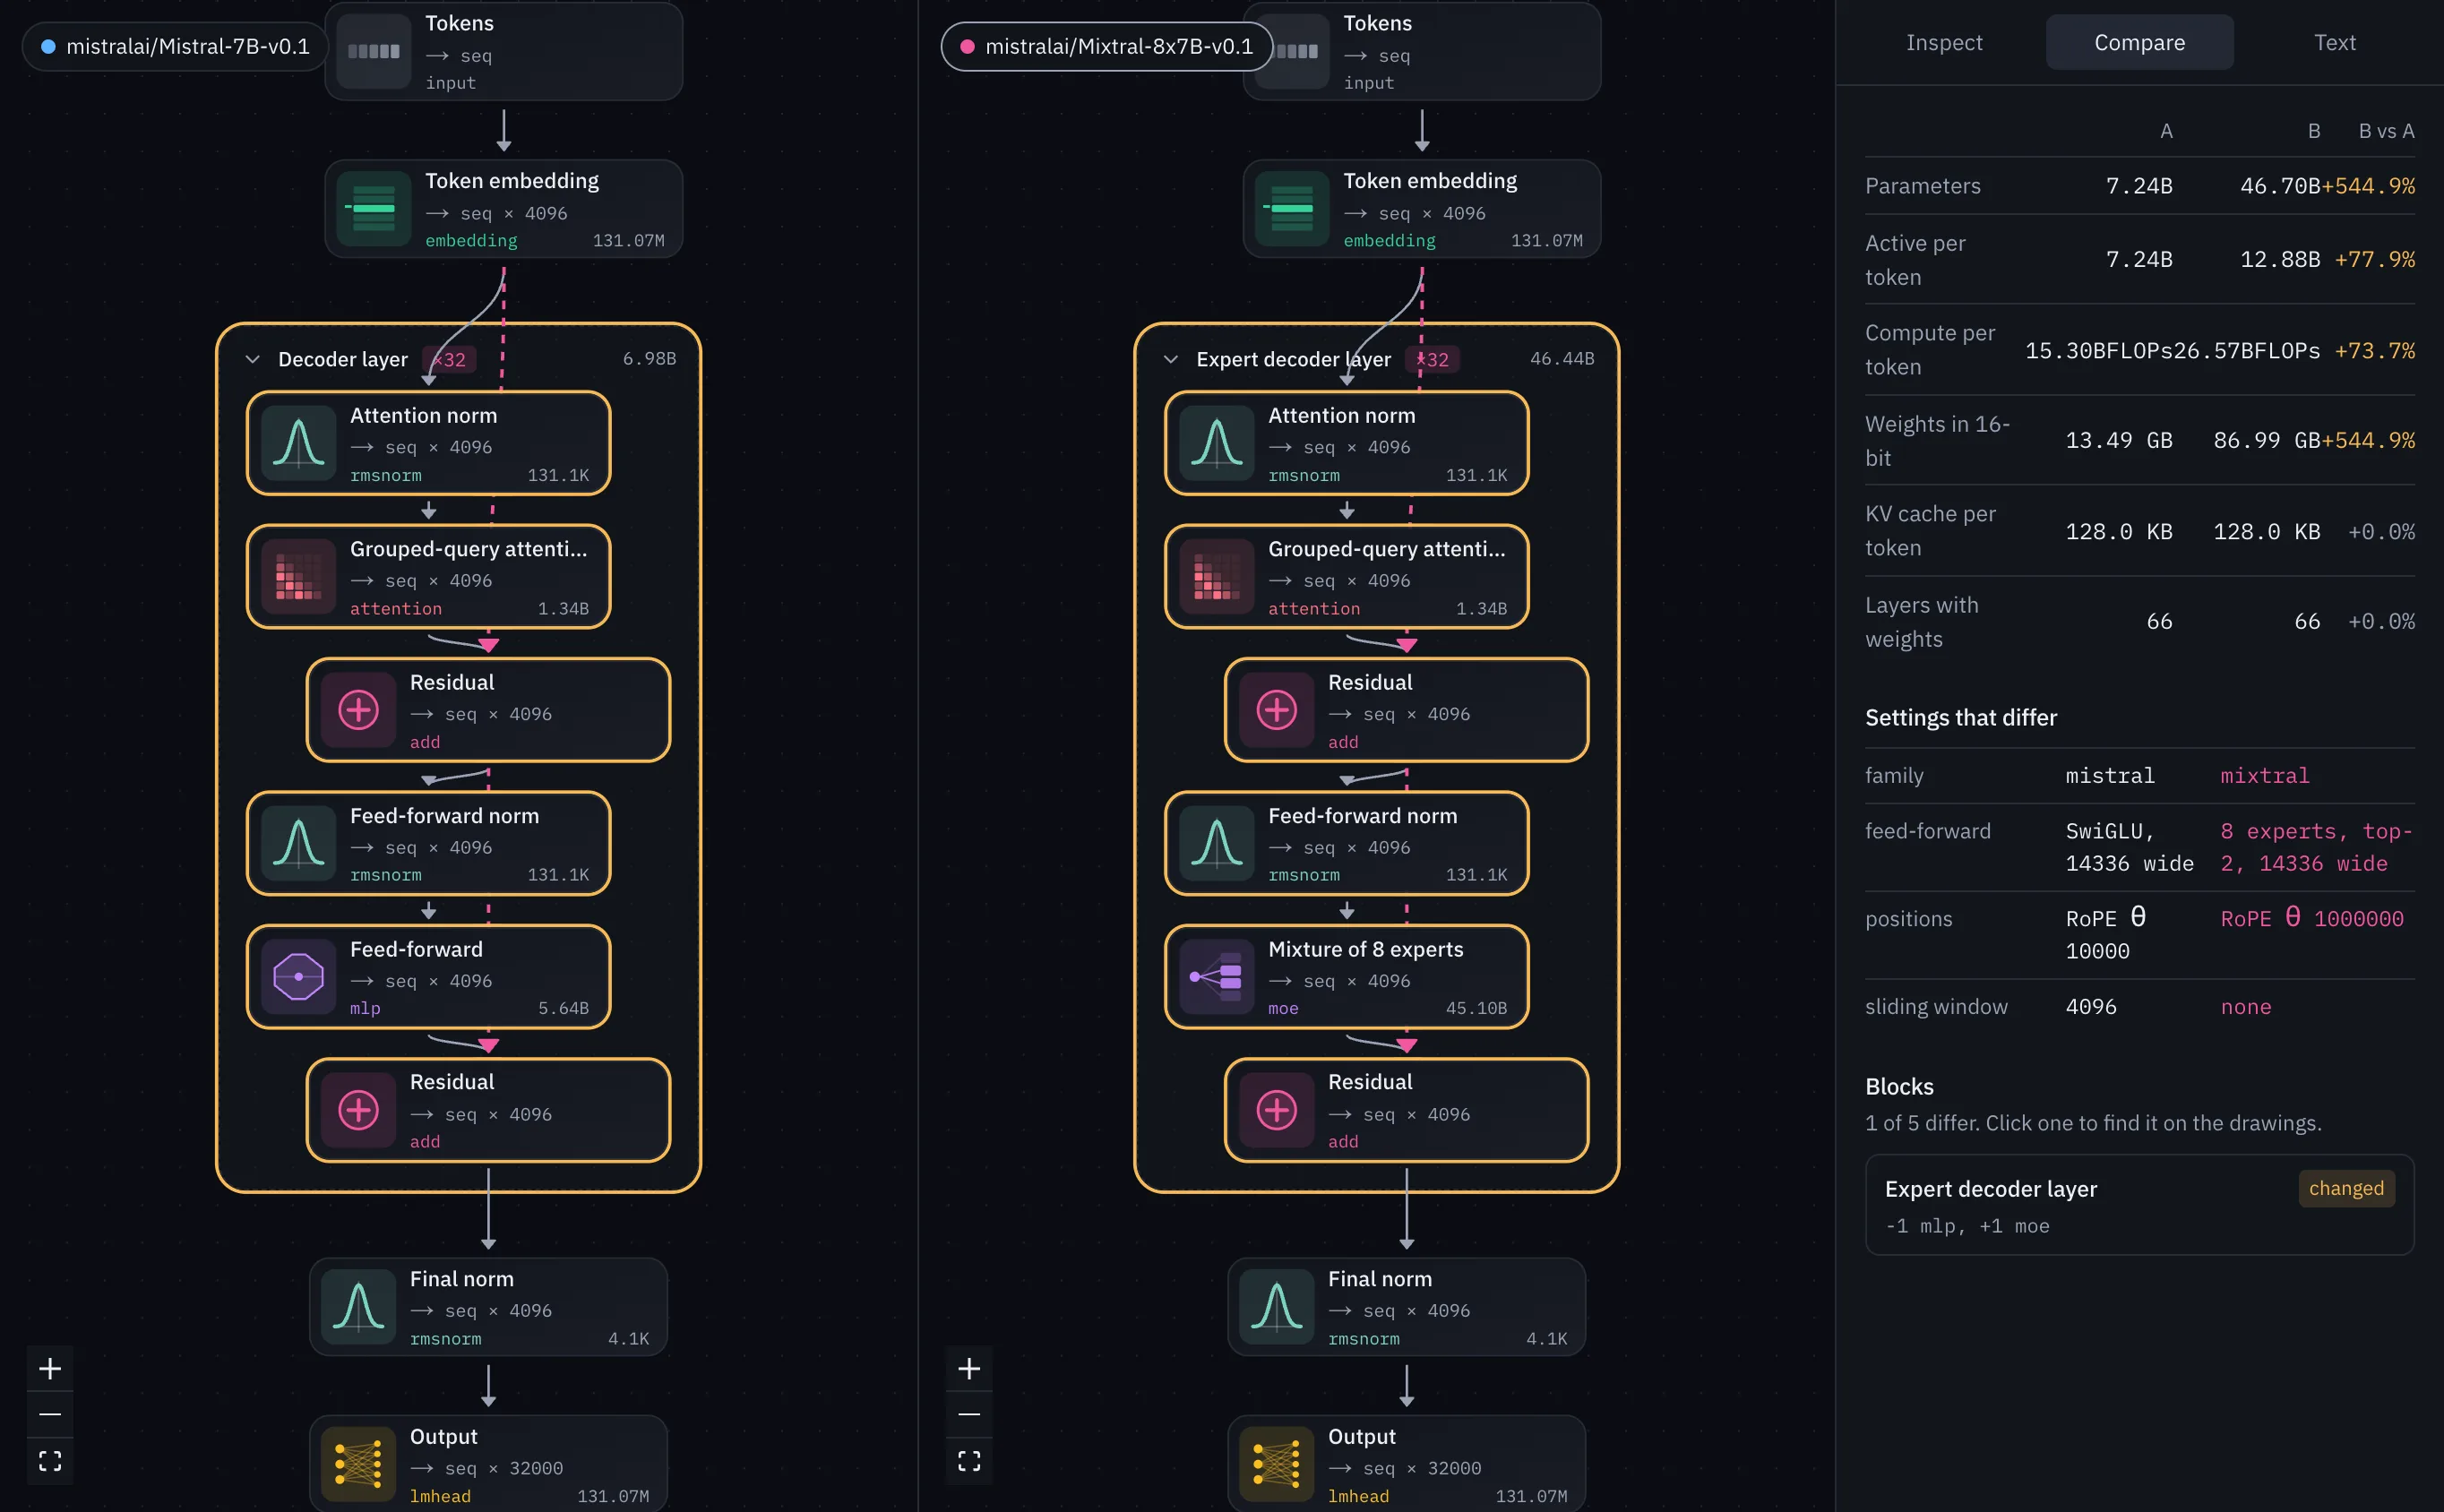 mistralai/Mistral-7B-v0.1
Tokens
→ seq
input
Token embedding
→ seq × 4096
embedding 131.07M
Decoder layer ×32 6.98B
Attention norm
→ seq × 4096
rmsnorm 131.1K
Grouped-query attenti...
→ seq × 4096
attention 1.34B
Residual
→ seq × 4096
add
Feed-forward norm
→ seq × 4096
rmsnorm 131.1K
Feed-forward
→ seq × 4096
mlp 5.64B
Residual
→ seq × 4096
add
Final norm
→ seq × 4096
rmsnorm 4.1K
Output
→ seq × 32000
lmhead 131.07M
mistralai/Mixtral-8x7B-v0.1
Tokens
→ seq
input
Token embedding
→ seq × 4096
embedding 131.07M
Expert decoder layer ×32 46.44B
Attention norm
→ seq × 4096
rmsnorm 131.1K
Grouped-query attenti...
→ seq × 4096
attention 1.34B
Residual
→ seq × 4096
add
Feed-forward norm
→ seq × 4096
rmsnorm 131.1K
Mixture of 8 experts
→ seq × 4096
moe 45.10B
Residual
→ seq × 4096
add
Final norm
→ seq × 4096
rmsnorm 4.1K
Output
→ seq × 32000
lmhead 131.07M
Inspect Compare Text
A B B vs A
Parameters 7.24B 46.70B +544.9%
Active per
token 7.24B 12.88B +77.9%
Compute per
token 15.30BFLOPs 26.57BFLOPs +73.7%
Weights in 16-
bit 13.49 GB 86.99 GB +544.9%
KV cache per
token 128.0 KB 128.0 KB +0.0%
Layers with
weights 66 66 +0.0%
Settings that differ
family mistral mixtral
feed-forward SwiGLU, 8 experts, top-
14336 wide 2, 14336 wide
positions RoPE θ RoPE θ 1000000
10000
sliding window 4096 none
Blocks
1 of 5 differ. Click one to find it on the drawings.
Expert decoder layer changed
-1 mlp, +1 moe